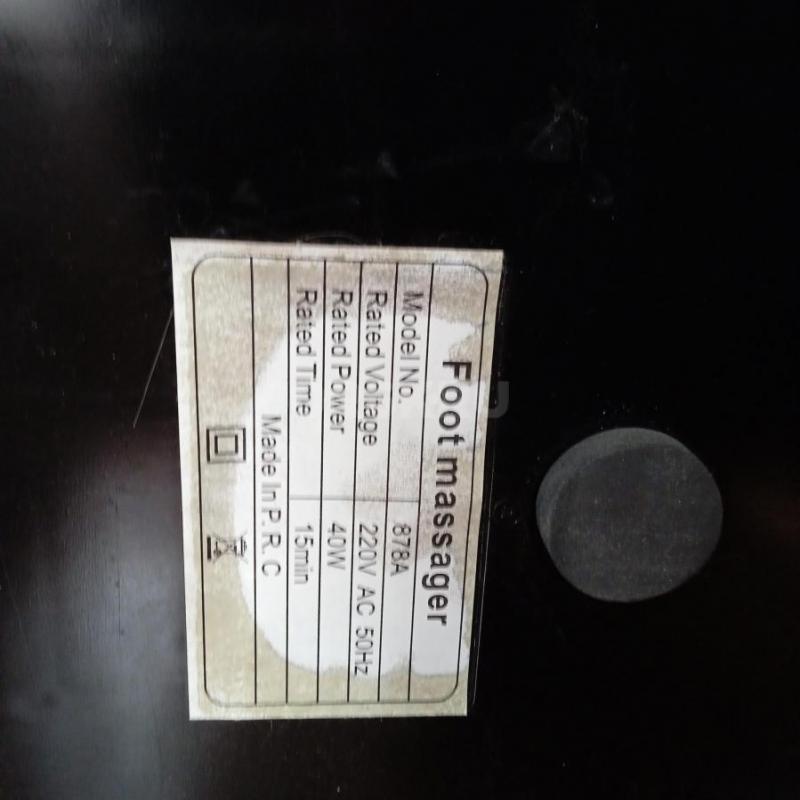 Foot massager
Model No. 878A
Rated Voltage 220V AC 50Hz
Rated Power 40W
Rated Time 15min
Made In P.R.C